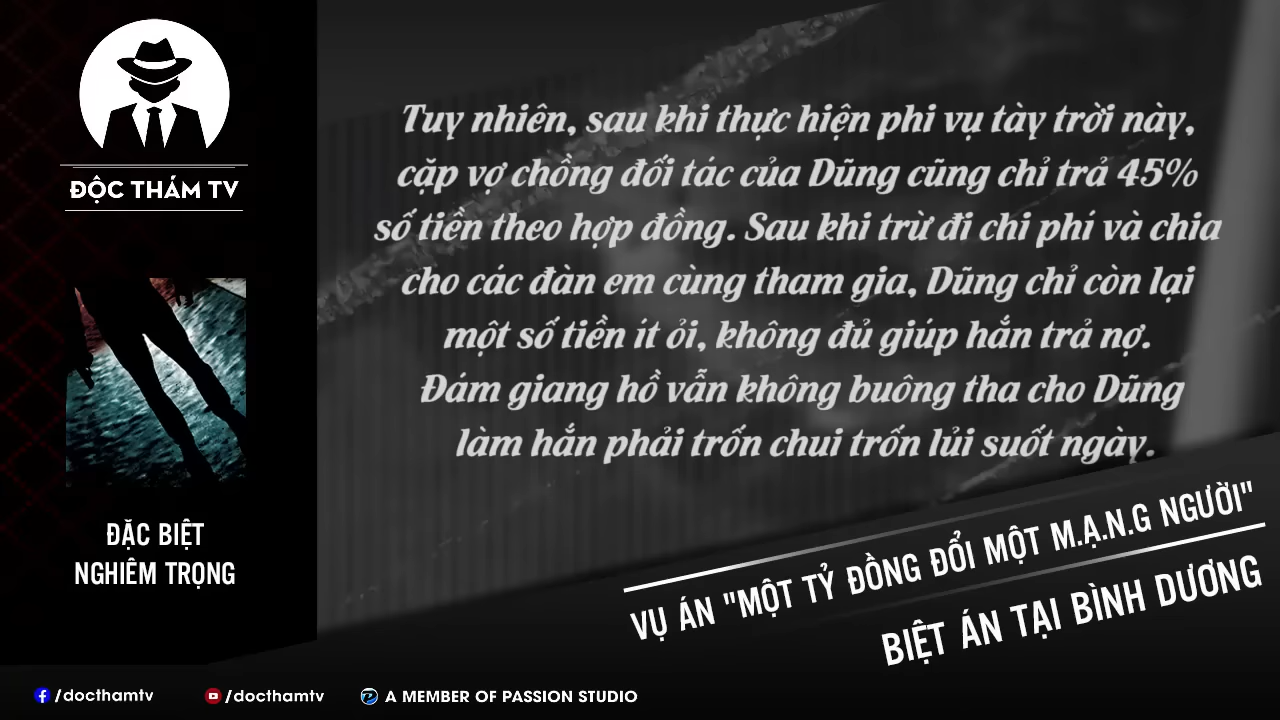 ĐỘC THÁM TV
ĐẶC BIỆT
NGHIÊM TRỌNG
Tuy nhiên, sau khi thực hiện phi vụ tày trời này,
cặp vợ chồng đối tác của Dũng cũng chỉ trả 45%
số tiền theo hợp đồng. Sau khi trừ đi chi phí và chia
cho các đàn em cùng tham gia, Dũng chỉ còn lại
một số tiền ít ỏi, không đủ giúp hắn trả nợ.
Đám giang hồ vẫn không buông tha cho Dũng
làm hắn phải trốn chui trốn lủi suốt ngày.
VỤ ÁN "MỘT TỶ ĐỒNG ĐỔI MỘT M.Ạ.N.G NGƯỜI"
BIỆT ÁN TẠI BÌNH DƯƠNG
/docthamtv
/docthamtv
A MEMBER OF PASSION STUDIO